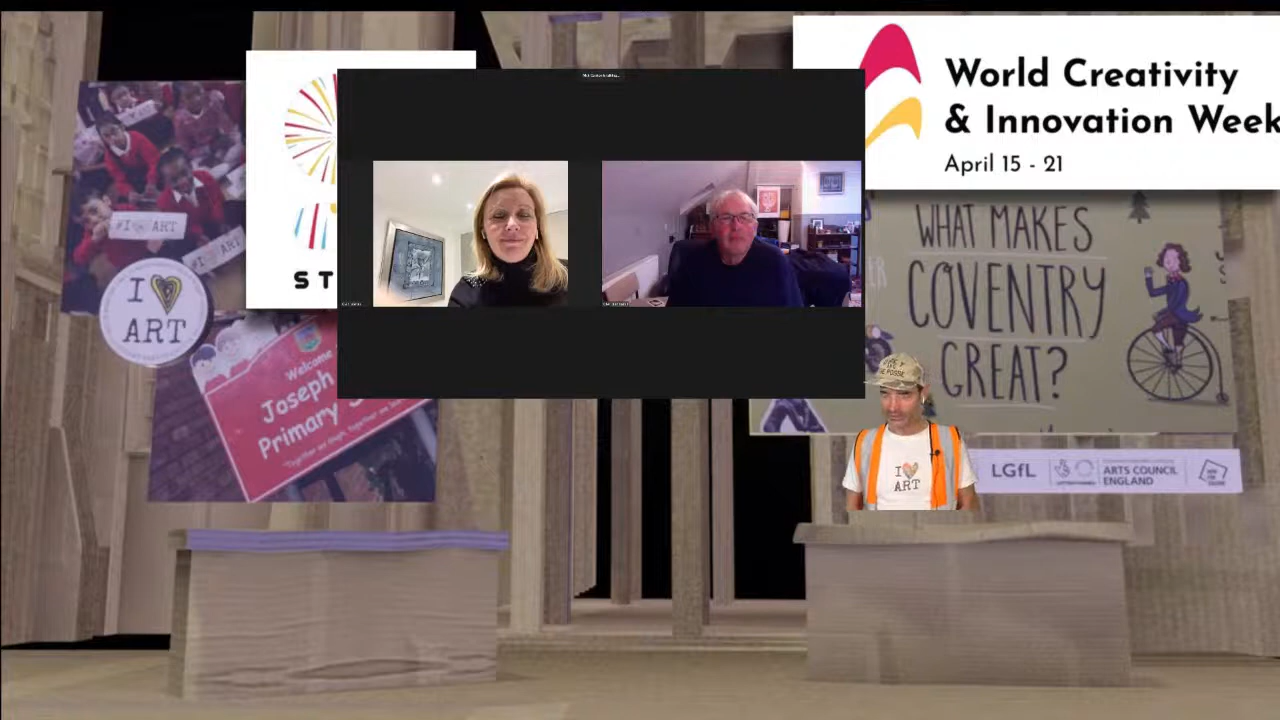 World Creativity
& Innovation Week
April 15 - 21
#I ART
ART
I
ART
ST
Welcome
Joseph
Primary S
WHAT MAKES
COVENTRY
GREAT?
I
ART
LGfL
ARTS COUNCIL
ENGLAND